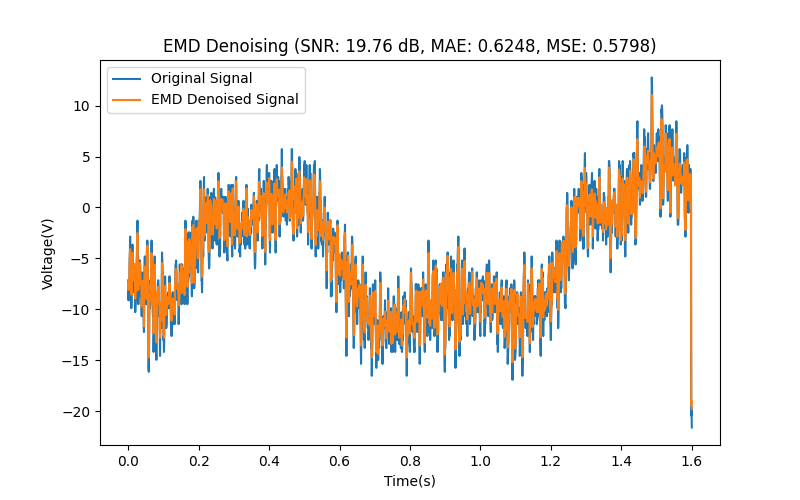 EMD Denoising (SNR: 19.76 dB, MAE: 0.6248, MSE: 0.5798)
Original Signal
EMD Denoised Signal
10
5
0
−5
−10
−15
−20
Voltage(V)
0.0 0.2 0.4 0.6 0.8 1.0 1.2 1.4 1.6
Time(s)